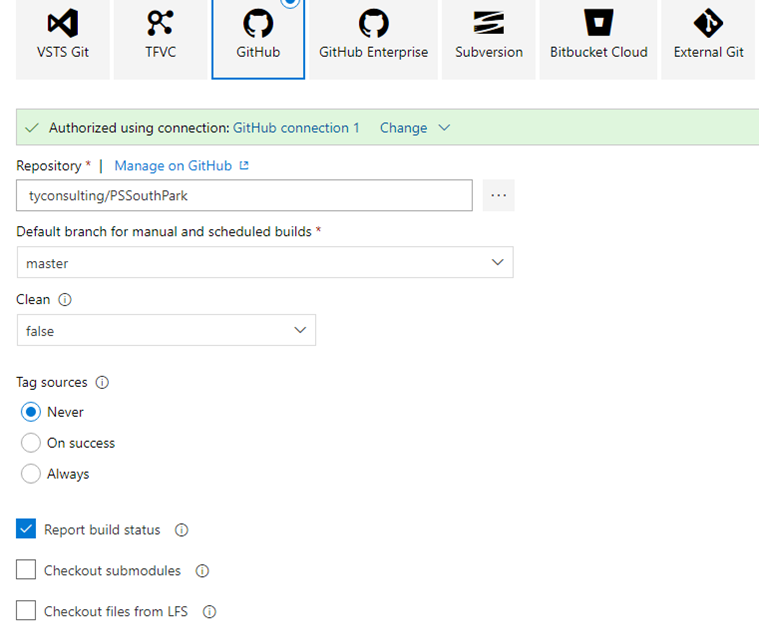 VSTS Git TFVC GitHub GitHub Enterprise Subversion Bitbucket Cloud External Git
Authorized using connection: GitHub connection 1 Change
Repository * | Manage on GitHub
tyconsulting/PSSouthPark ...
Default branch for manual and scheduled builds *
master
Clean
false
Tag sources
Never
On success
Always
Report build status
Checkout submodules
Checkout files from LFS